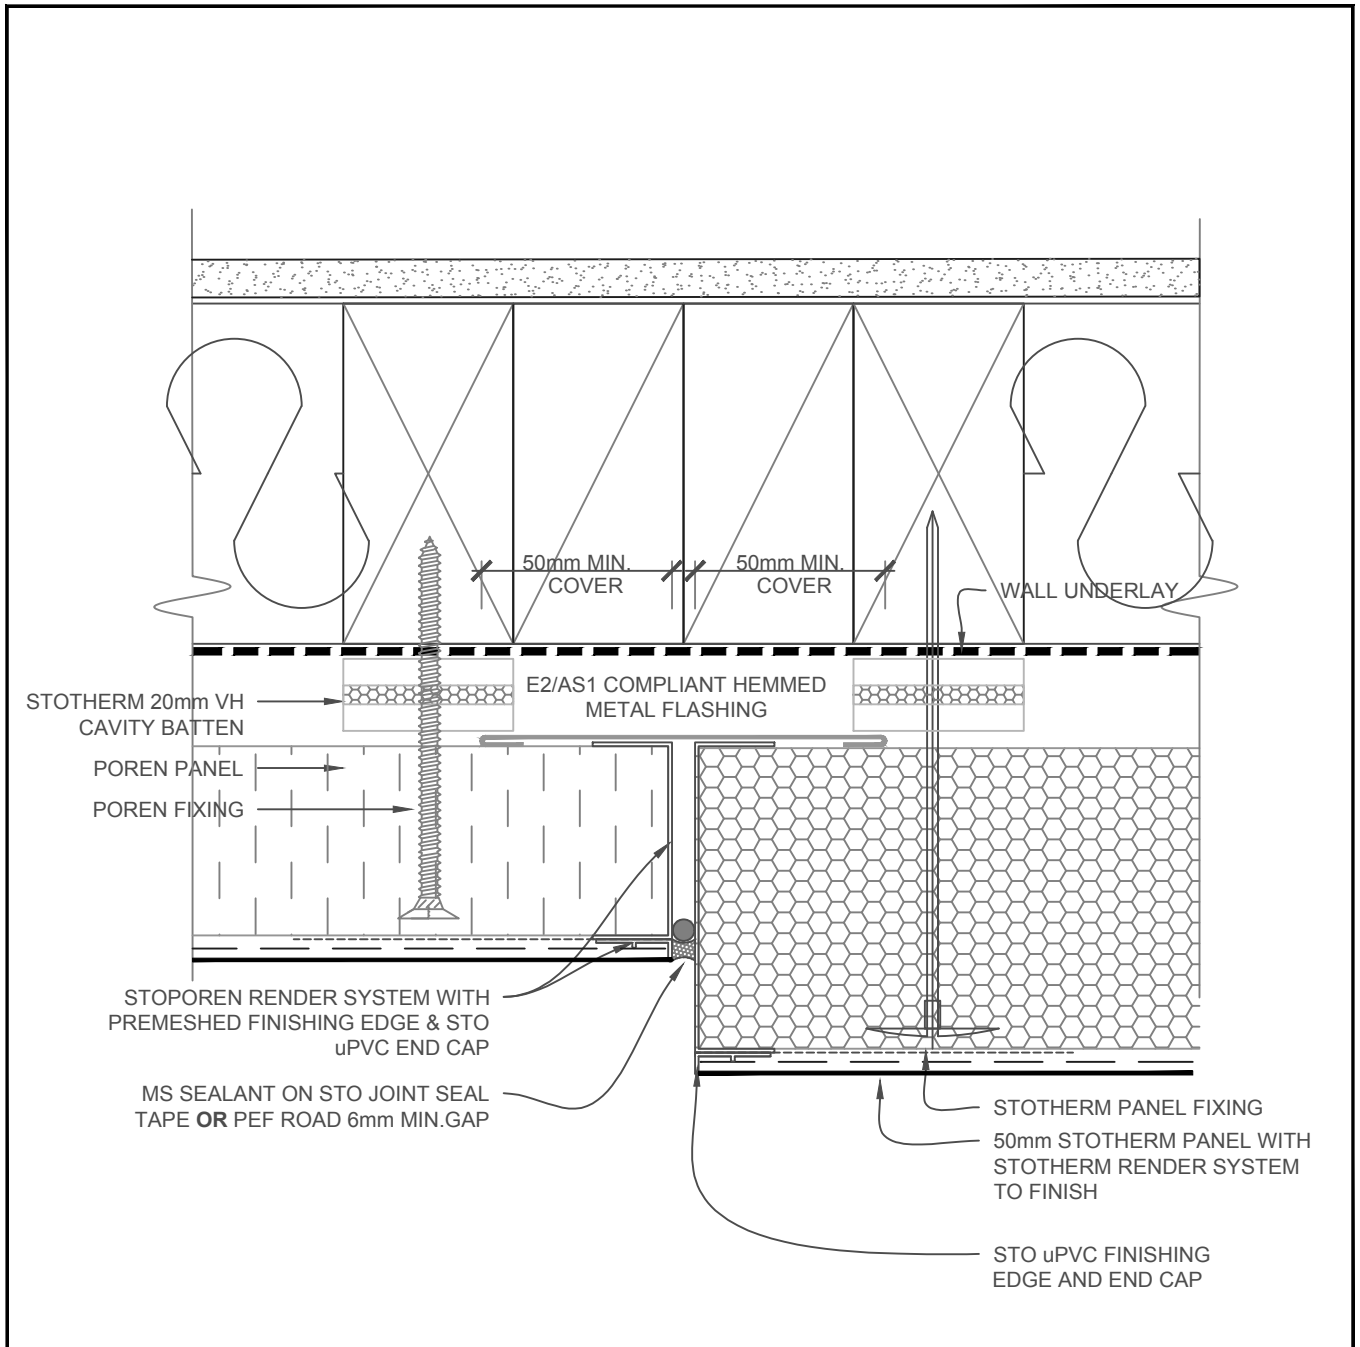 50mm MIN.
COVER
50mm MIN.
COVER
WALL UNDERLAY
E2/AS1 COMPLIANT HEMMED
METAL FLASHING
STOTHERM 20mm VH
CAVITY BATTEN
POREN PANEL
POREN FIXING
STOPOREN RENDER SYSTEM WITH
PREMESHED FINISHING EDGE & STO
uPVC END CAP
MS SEALANT ON STO JOINT SEAL
TAPE OR PEF ROAD 6mm MIN.GAP
STOTHERM PANEL FIXING
50mm STOTHERM PANEL WITH
STOTHERM RENDER SYSTEM
TO FINISH
STO uPVC FINISHING
EDGE AND END CAP